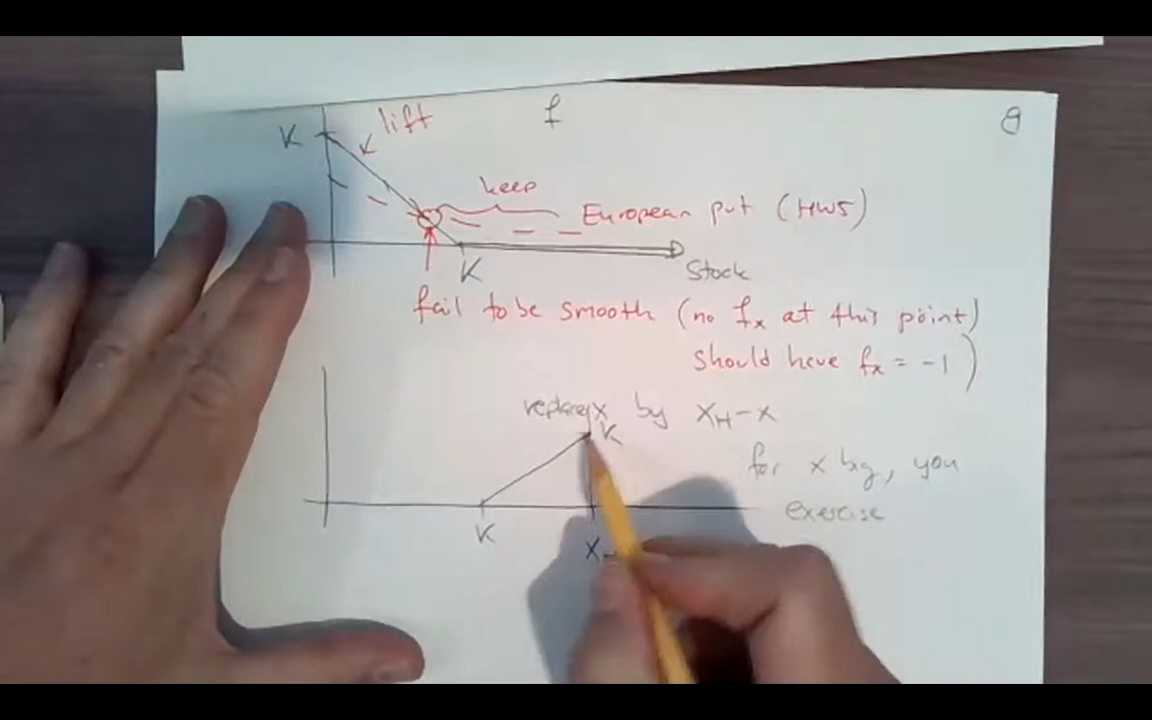 f 8
K lift
keep
European put (HW5)
K Stock
fail to be smooth (no fx at this point)
should have fx = -1)
replace x by xH-x
K
for x big, you
exercise
K
x